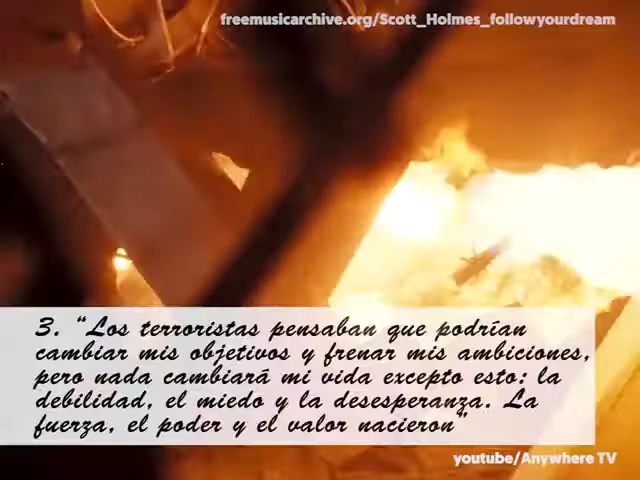 freemusicarchive.org/Scott_Holmes_followyourdream
3. “Los terroristas pensaban que podrían
cambiar mis objetivos y frenar mis ambiciones,
pero nada cambiará mi vida excepto esto: la
debilidad, el miedo y la desesperanza. La
fuerza, el poder y el valor nacieron”
youtube/Anywhere TV